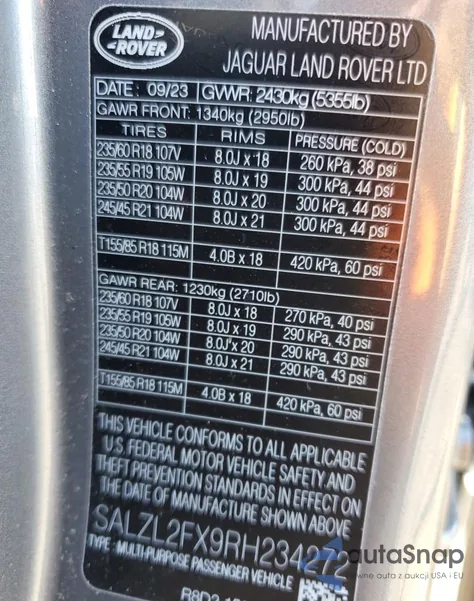 LAND-
-ROVER
MANUFACTURED BY
JAGUAR LAND ROVER LTD
DATE: 09/23 GVWR: 2430kg (5355lb)
GAWR FRONT: 1340kg (2950lb)
TIRES RIMS PRESSURE (COLD)
235/60 R18 107V 8.0J x 18 260 kPa, 38 psi
235/55 R19 105W 8.0J x 19 300 kPa, 44 psi
235/50 R20 104W 8.0J x 20 300 kPa, 44 psi
245/45 R21 104W 8.0J x 21 300 kPa, 44 psi
T155/85 R18 115M 4.0B x 18 420 kPa, 60 psi
GAWR REAR: 1230kg (2710lb)
235/60 R18 107V 8.0J x 18 270 kPa, 40 psi
235/55 R19 105W 8.0J x 19 290 kPa, 43 psi
235/50 R20 104W 8.0J x 20 290 kPa, 43 psi
245/45 R21 104W 8.0J x 21 290 kPa, 43 psi
T155/85 R18 115M 4.0B x 18 420 kPa, 60 psi
THIS VEHICLE CONFORMS TO ALL APPLICABLE
U.S. FEDERAL MOTOR VEHICLE SAFETY AND
THEFT PREVENTION STANDARDS IN EFFECT ON
THE DATE OF MANUFACTURE SHOWN ABOVE
SALZL2FX9RH234272
TYPE: MULTI-PURPOSE PASSENGER VEHICLE
autoSnap
pewne auta z aukcji USA i EU